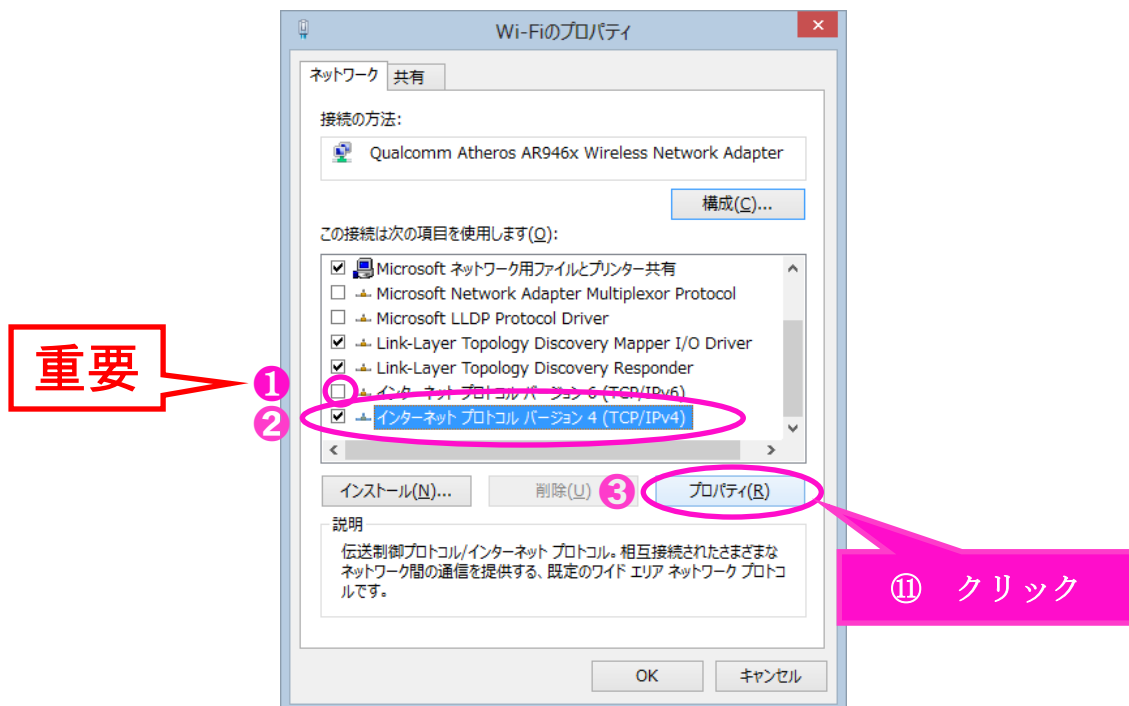 Wi-Fiのプロパティ
ネットワーク 共有
接続の方法:
Qualcomm Atheros AR946x Wireless Network Adapter
構成(C)...
この接続は次の項目を使用します(O):
Microsoft ネットワーク用ファイルとプリンター共有
Microsoft Network Adapter Multiplexor Protocol
Microsoft LLDP Protocol Driver
Link-Layer Topology Discovery Mapper I/O Driver
Link-Layer Topology Discovery Responder
重要
❶ インターネット プロトコル バージョン 6 (TCP/IPv6)
❷ インターネット プロトコル バージョン 4 (TCP/IPv4)
インストール(N)... 削除(U) ❸ プロパティ(R)
説明
伝送制御プロトコル/インターネット プロトコル。相互接続されたさまざまな
ネットワーク間の通信を提供する、既定のワイド エリア ネットワーク プロトコ
ルです。
⑪ クリック
OK キャンセル